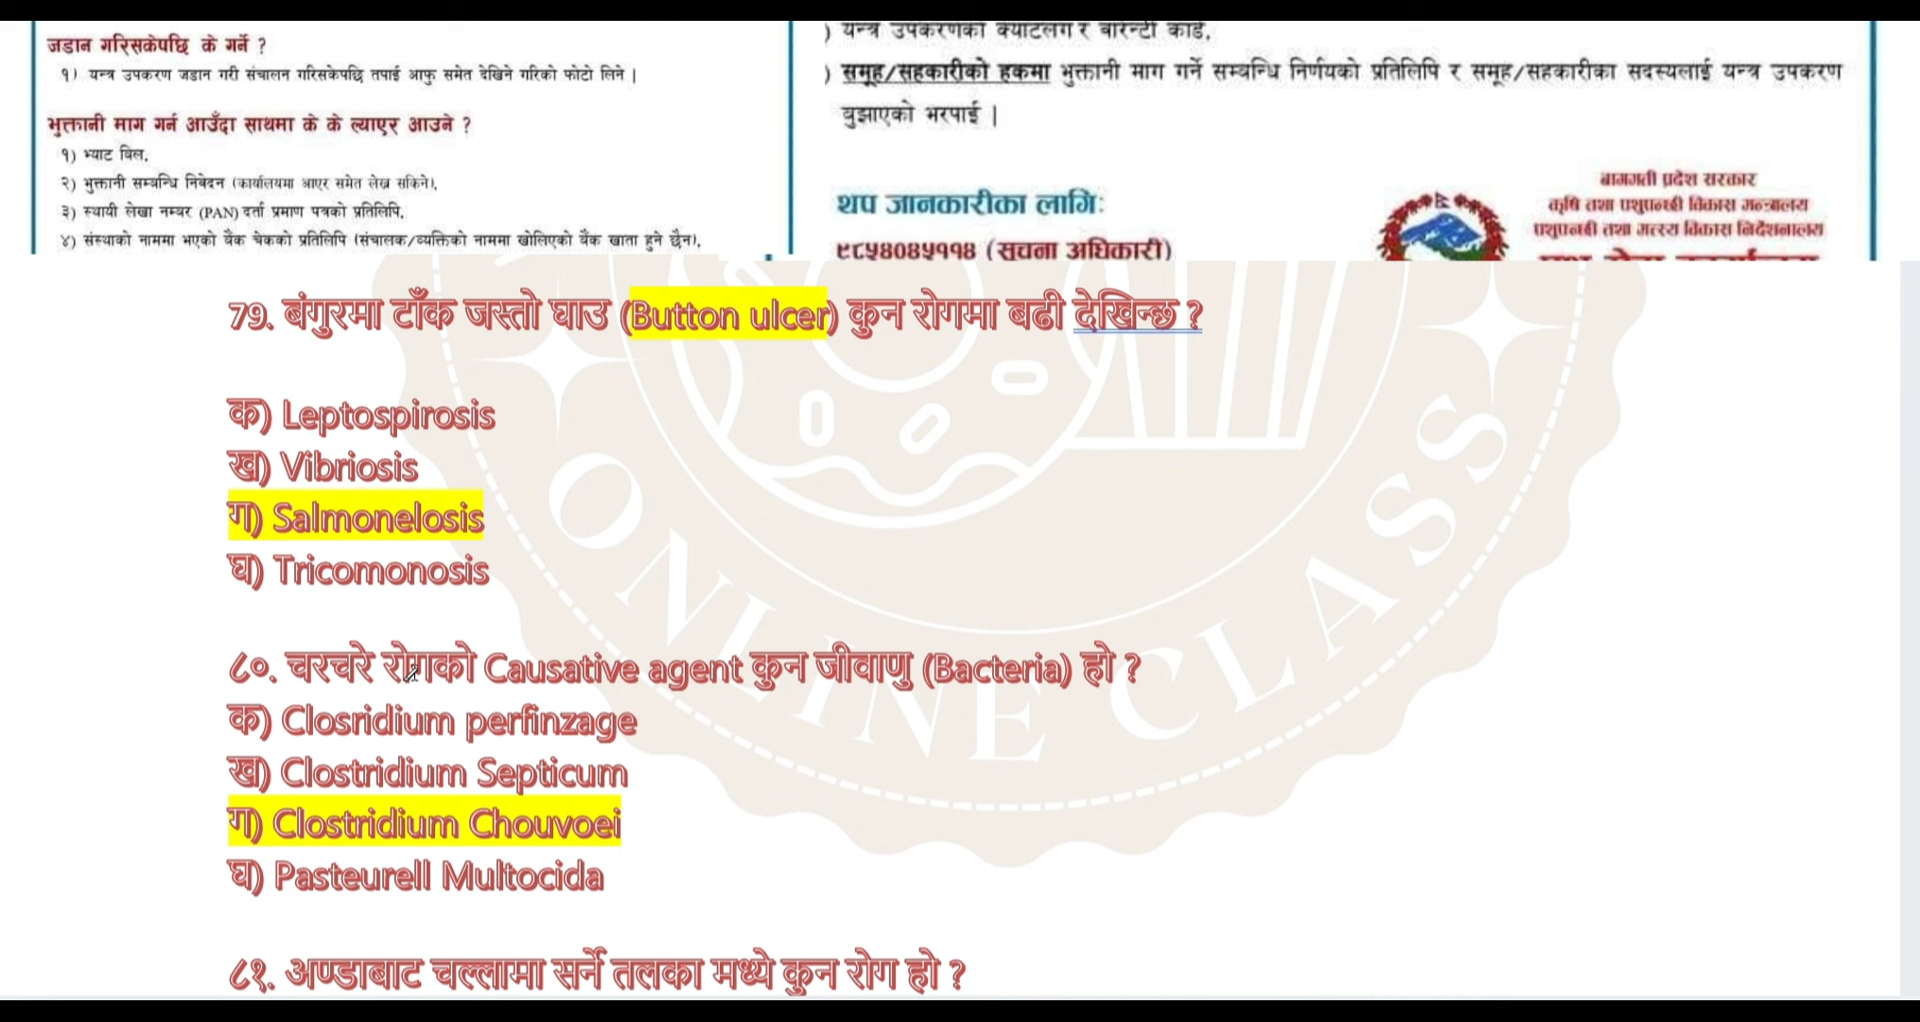 जडान गरिसकेपछि के गर्ने ?
१) यन्त्र उपकरण जडान गरी संचालन गरिसकेपछि तपाई आफु समेत देखिने गरिको फोटो लिने |
भुक्तानी माग गर्न आउँदा साथमा के के ल्याएर आउने ?
१) भ्याट बिल,
२) भुक्तानी सम्बन्धि निवेदन (कार्यालयमा आएर समेत लेख्न सकिने),
३) स्थायी लेखा नम्बर (PAN) दर्ता प्रमाण पत्रको प्रतिलिपि,
४) संस्थाको नाममा भएको बैंक चेकको प्रतिलिपि (संचालक/व्यक्तिको नाममा खोलिएको बैंक खाता हुने छैन),
) यन्त्र उपकरणको क्याटलग र वारेन्टी कार्ड,
) समूह/सहकारीको हकमा भुक्तानी माग गर्ने सम्बन्धि निर्णयको प्रतिलिपि र समूह/सहकारीका सदस्यलाई यन्त्र उपकरण
बुझाएको भरपाई |
थप जानकारीका लागि:
९८५४०४५११४ (सूचना अधिकारी)
बागमती प्रदेश सरकार
कृषि तथा पशुपन्छी विकास मन्त्रालय
पशुपन्छी तथा मत्स्य विकास निर्देशनालय
79. बंगुरमा टाँक जस्तो घाउ (Button ulcer) कुन रोगमा बढी देखिन्छ ?
क) Leptospirosis
ख) Vibriosis
ग) Salmonelosis
घ) Tricomonosis
८०. चरचरे रोगको Causative agent कुन जीवाणु (Bacteria) हो ?
क) Closridium perfinzage
ख) Clostridium Septicum
ग) Clostridium Chouvoei
घ) Pasteurell Multocida
८१. अण्डाबाट चल्लामा सर्ने तलका मध्ये कुन रोग हो ?
ONLINE CLASS